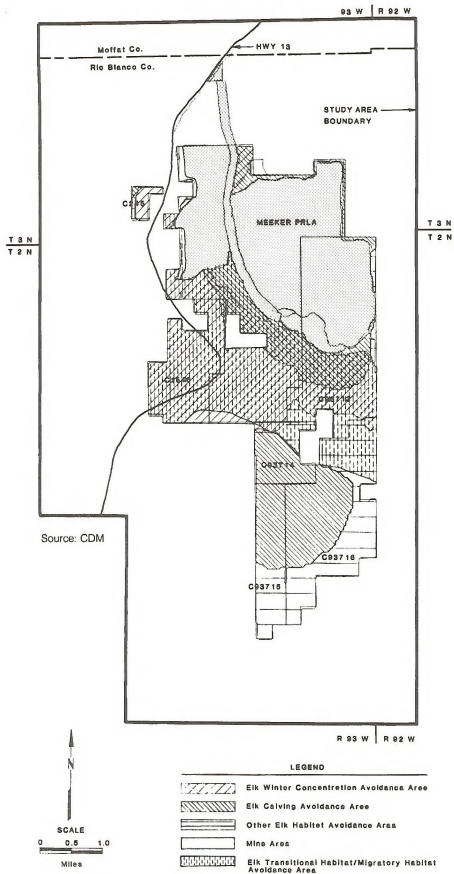 93 W R 92 W
Moffat Co.
HWY 13
Rio Blanco Co.
STUDY AREA
BOUNDARY
T 3 N
T 2 N
MEEKER PRLA
T 3 N
T 2 N
C93714
Source: CDM
C93716
C93715
R 93 W R 92 W
LEGEND
N
SCALE
0 0.5 1.0
Miles
Elk Winter Concentration Avoidance Area
Elk Calving Avoidance Area
Other Elk Habitat Avoidance Area
Mine Area
Elk Transitional Habitat/Migratory Habitat
Avoidance Area